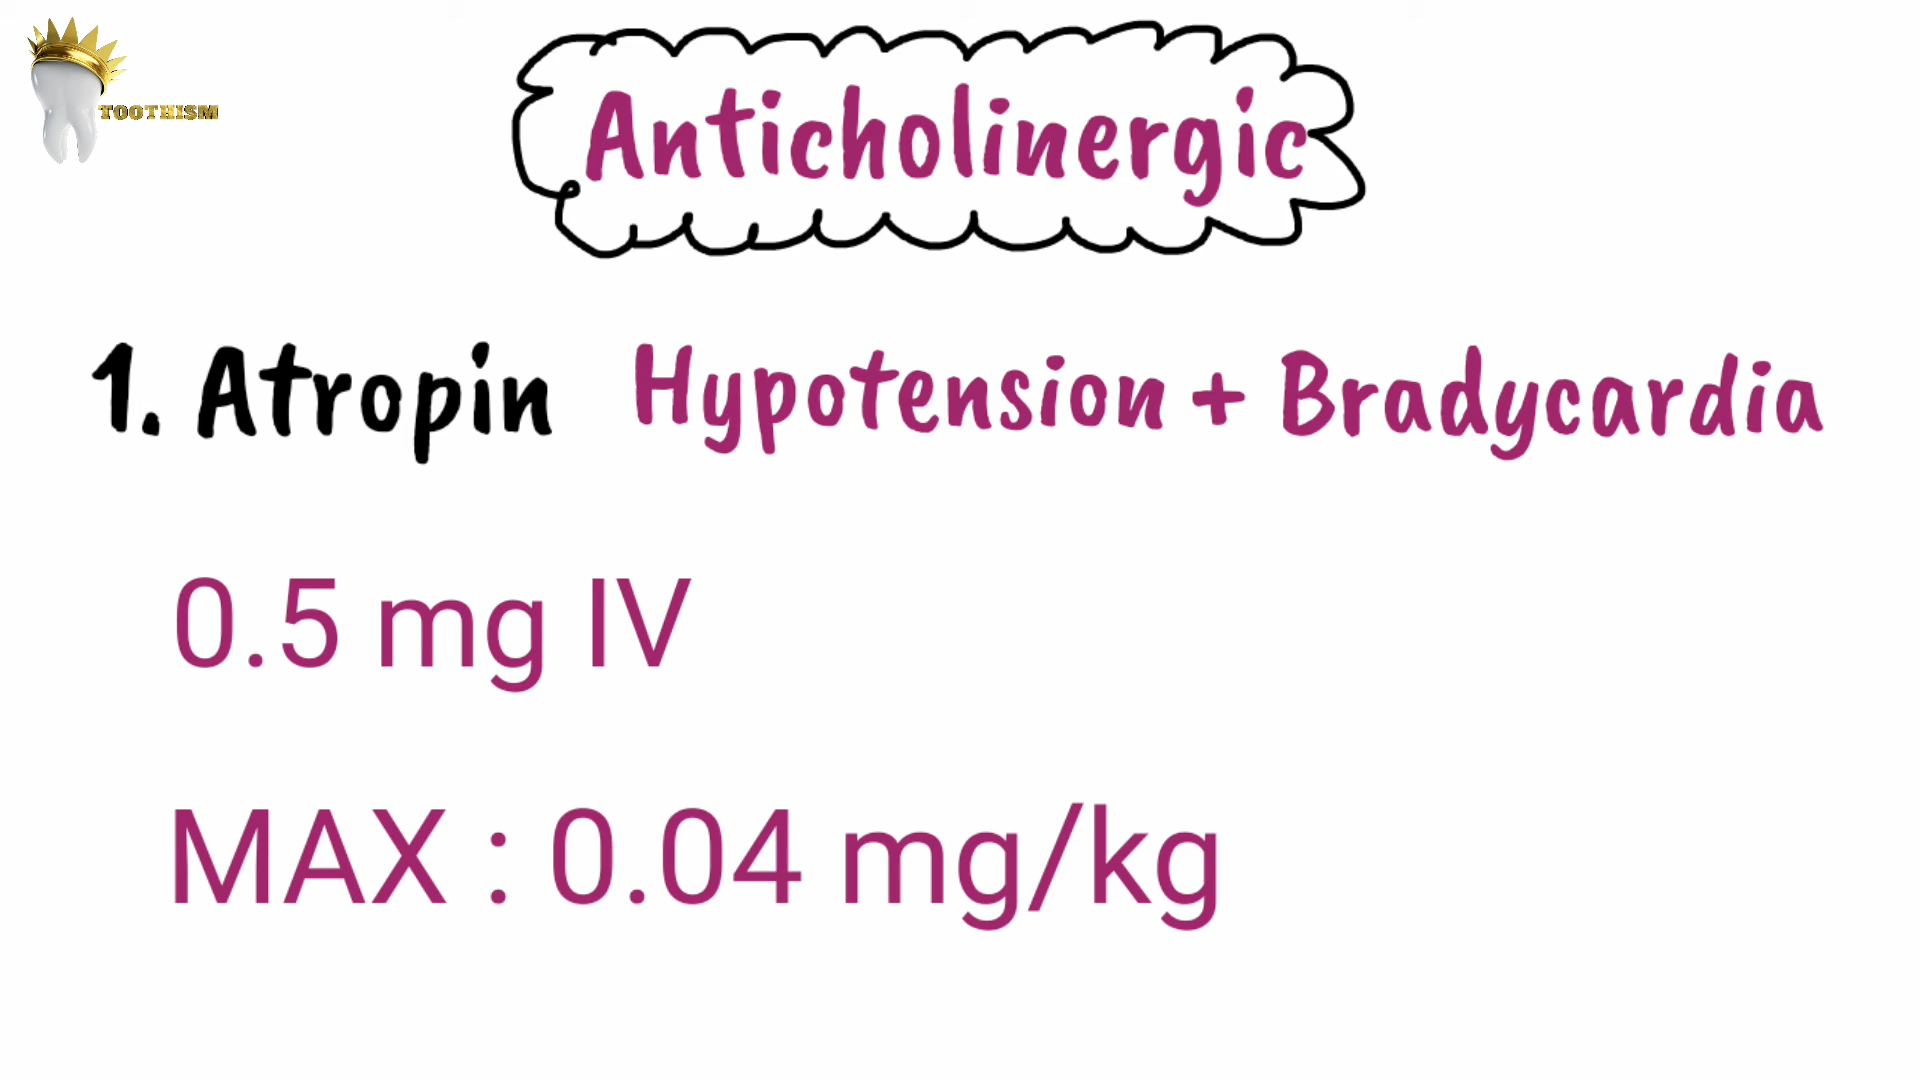 TOOTHISM
Anticholinergic
1. Atropin Hypotension + Bradycardia
0.5 mg IV
MAX : 0.04 mg/kg